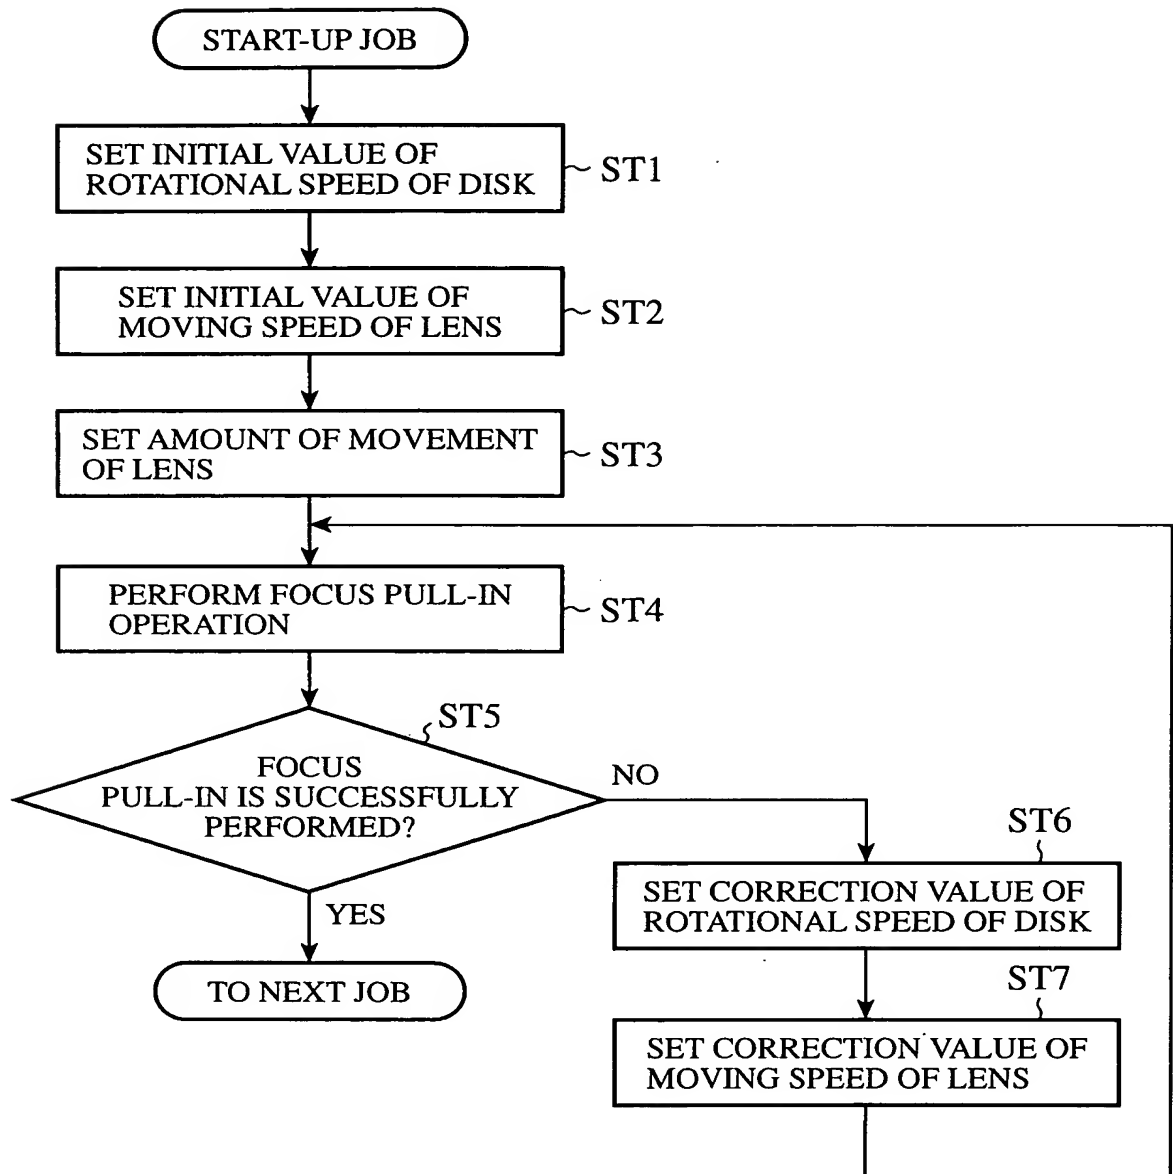 START-UP JOB
SET INITIAL VALUE OF
ROTATIONAL SPEED OF DISK
ST1
SET INITIAL VALUE OF
MOVING SPEED OF LENS
ST2
SET AMOUNT OF MOVEMENT
OF LENS
ST3
PERFORM FOCUS PULL-IN
OPERATION
ST4
ST5
FOCUS
PULL-IN IS SUCCESSFULLY
PERFORMED?
NO
YES
TO NEXT JOB
ST6
SET CORRECTION VALUE OF
ROTATIONAL SPEED OF DISK
ST7
SET CORRECTION VALUE OF
MOVING SPEED OF LENS